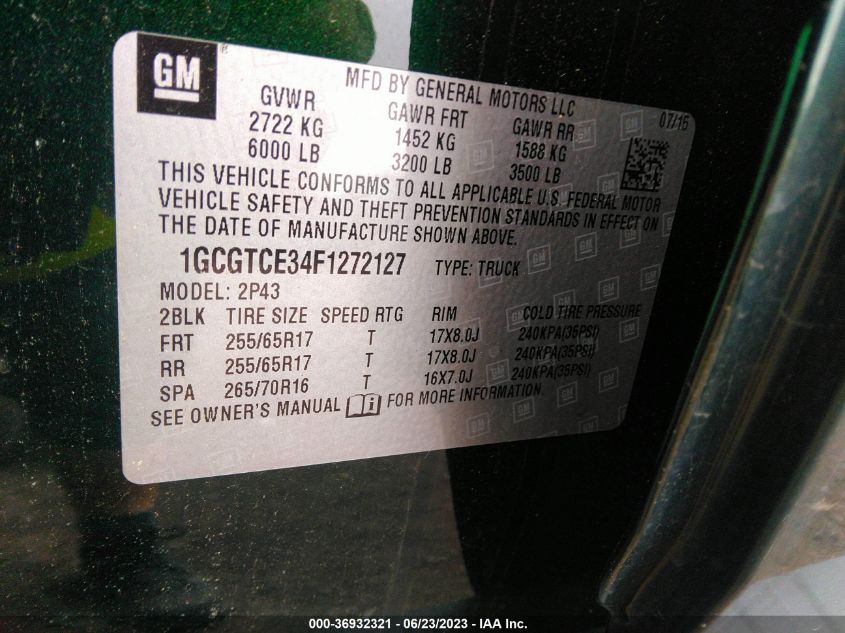 GM
MFD BY GENERAL MOTORS LLC
07/15
GVWR GAWR FRT GAWR RR
2722 KG 1452 KG 1588 KG
6000 LB 3200 LB 3500 LB
THIS VEHICLE CONFORMS TO ALL APPLICABLE U.S. FEDERAL MOTOR
VEHICLE SAFETY AND THEFT PREVENTION STANDARDS IN EFFECT ON
THE DATE OF MANUFACTURE SHOWN ABOVE.
1GCGTCE34F1272127 TYPE: TRUCK
MODEL: 2P43
2BLK TIRE SIZE SPEED RTG RIM COLD TIRE PRESSURE
FRT 255/65R17 T 17X8.0J 240KPA(35PSI)
RR 255/65R17 T 17X8.0J 240KPA(35PSI)
SPA 265/70R16 T 16X7.0J 240KPA(35PSI)
SEE OWNER'S MANUAL FOR MORE INFORMATION.
000-36932321 - 06/23/2023 - IAA Inc.